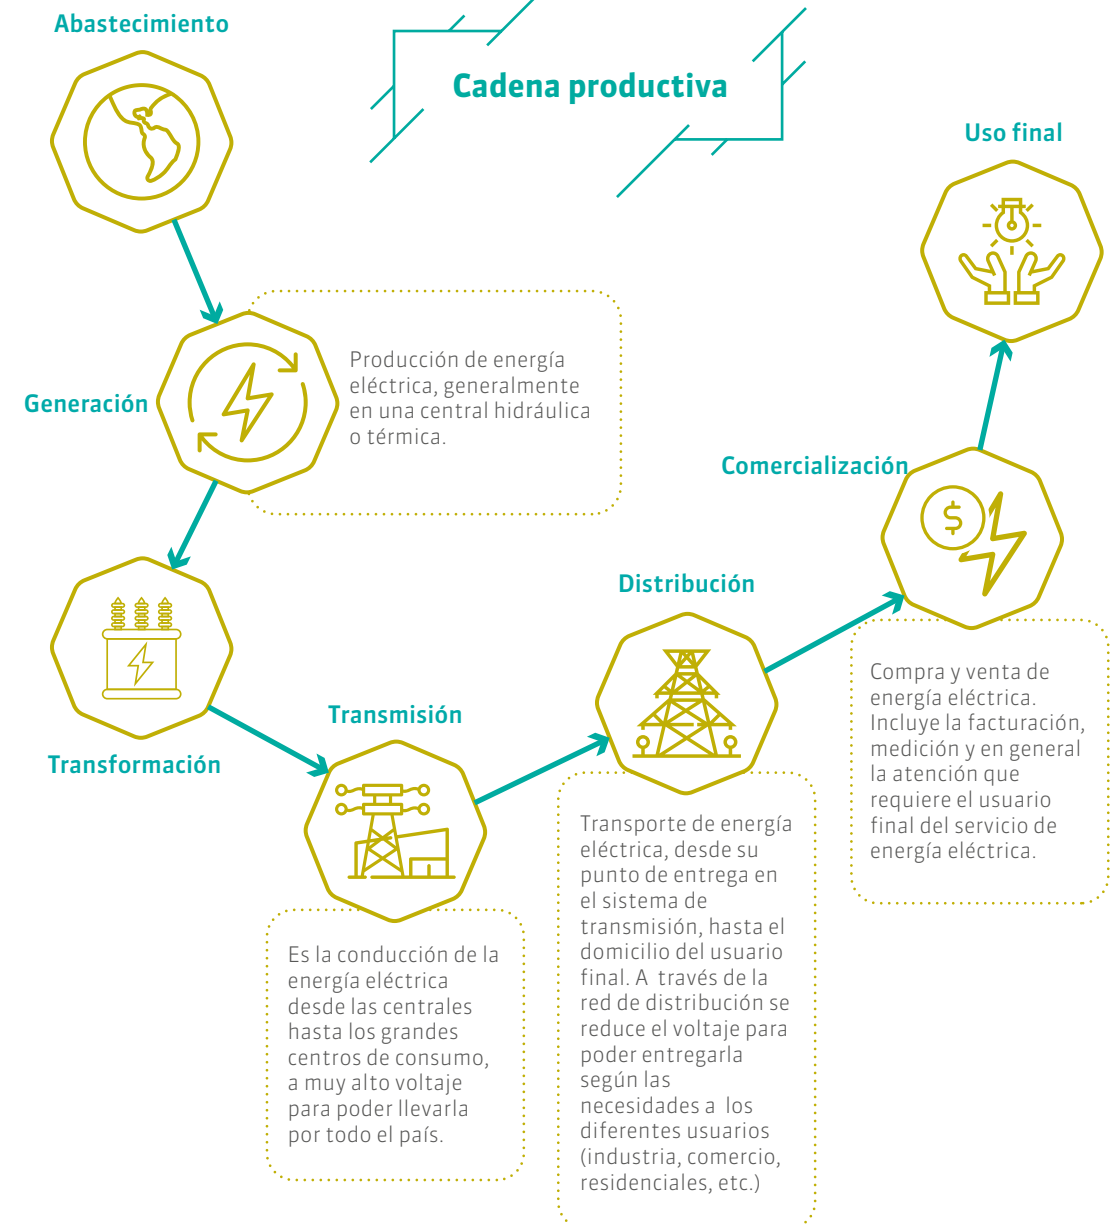 Abastecimiento
Cadena productiva
Uso final
Producción de energía
eléctrica, generalmente
en una central hidráulica
o térmica.
Generación
Comercialización
$
Distribución
Compra y venta de
energía eléctrica.
Incluye la facturación,
medición y en general
la atención que
requiere el usuario
final del servicio de
energía eléctrica.
Transformación
Transmisión
Transporte de energía
eléctrica, desde su
punto de entrega en
el sistema de
transmisión, hasta el
domicilio del usuario
final. A través de la
red de distribución se
reduce el voltaje para
poder entregarla
según las
necesidades a los
diferentes usuarios
(industria, comercio,
residenciales, etc.)
Es la conducción de la
energía eléctrica
desde las centrales
hasta los grandes
centros de consumo,
a muy alto voltaje
para poder llevarla
por todo el país.